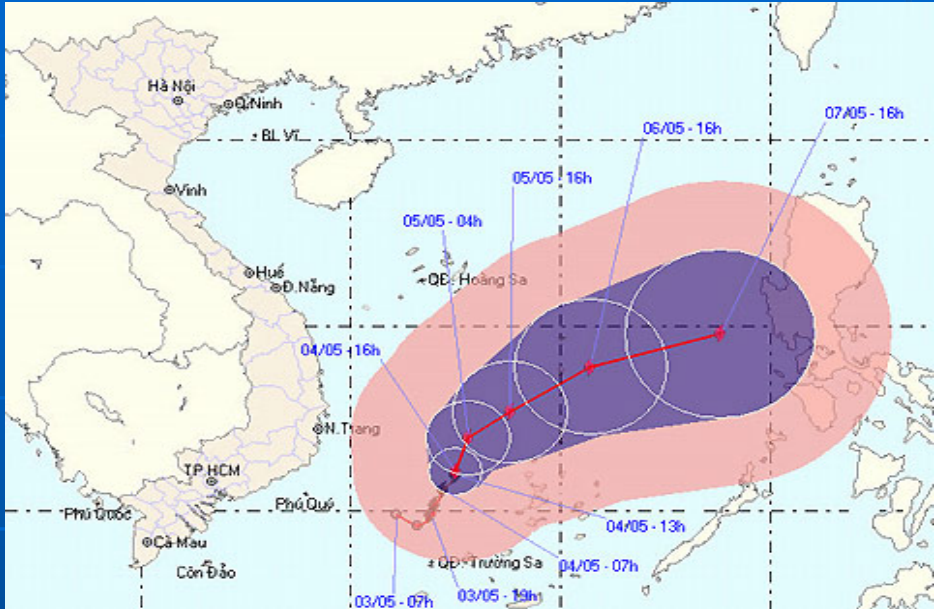 Hà Nội
Q.Ninh
BL Vĩ
07/05 - 16h
06/05 - 16h
05/05 - 16h
Vinh
05/05 - 04h
Huế
QĐ. Hoàng Sa
Đ.Nẵng
04/05 - 16h
N.Trang
TP HCM
Phú Quý
Phú Quốc
04/05 - 13h
Cà Mau
QĐ. Trường Sa
04/05 - 07h
Côn Đảo
03/05 - 19h
03/05 - 07h